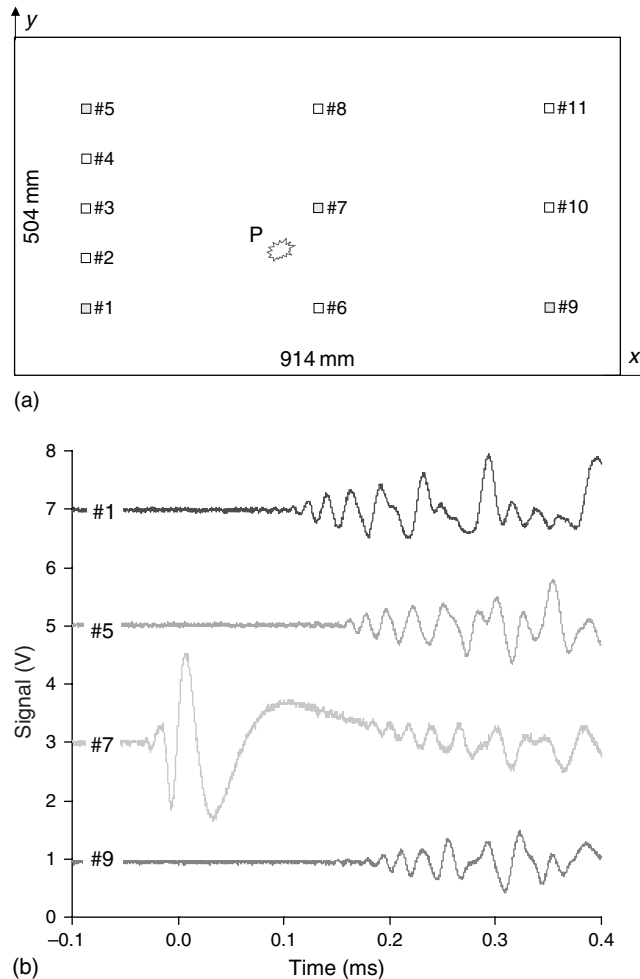 y
#5 #8 #11
#4
#3 #7 #10
504 mm
P
#2
#1 #6 #9
914 mm x
(a)
8
7 #1
6
5 #5
4
Signal (V)
3 #7
2
1 #9
0
–0.1 0.0 0.1 0.2 0.3 0.4
(b) Time (ms)